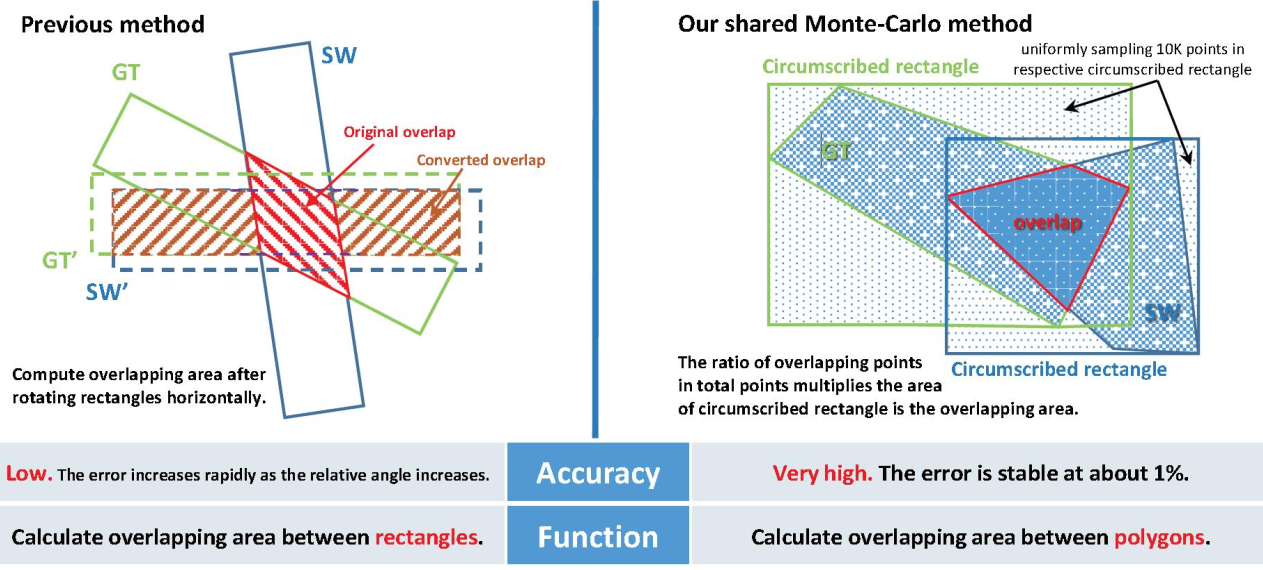 Previous method
GT
SW
Original overlap
Converted overlap
GT’
SW’
Compute overlapping area after
rotating rectangles horizontally.
Our shared Monte-Carlo method
uniformly sampling 10K points in
respective circumscribed rectangle
Circumscribed rectangle
GT
overlap
SW
Circumscribed rectangle
The ratio of overlapping points
in total points multiplies the area
of circumscribed rectangle is the overlapping area.
Low. The error increases rapidly as the relative angle increases.
Accuracy
Very high. The error is stable at about 1%.
Calculate overlapping area between rectangles.
Function
Calculate overlapping area between polygons.